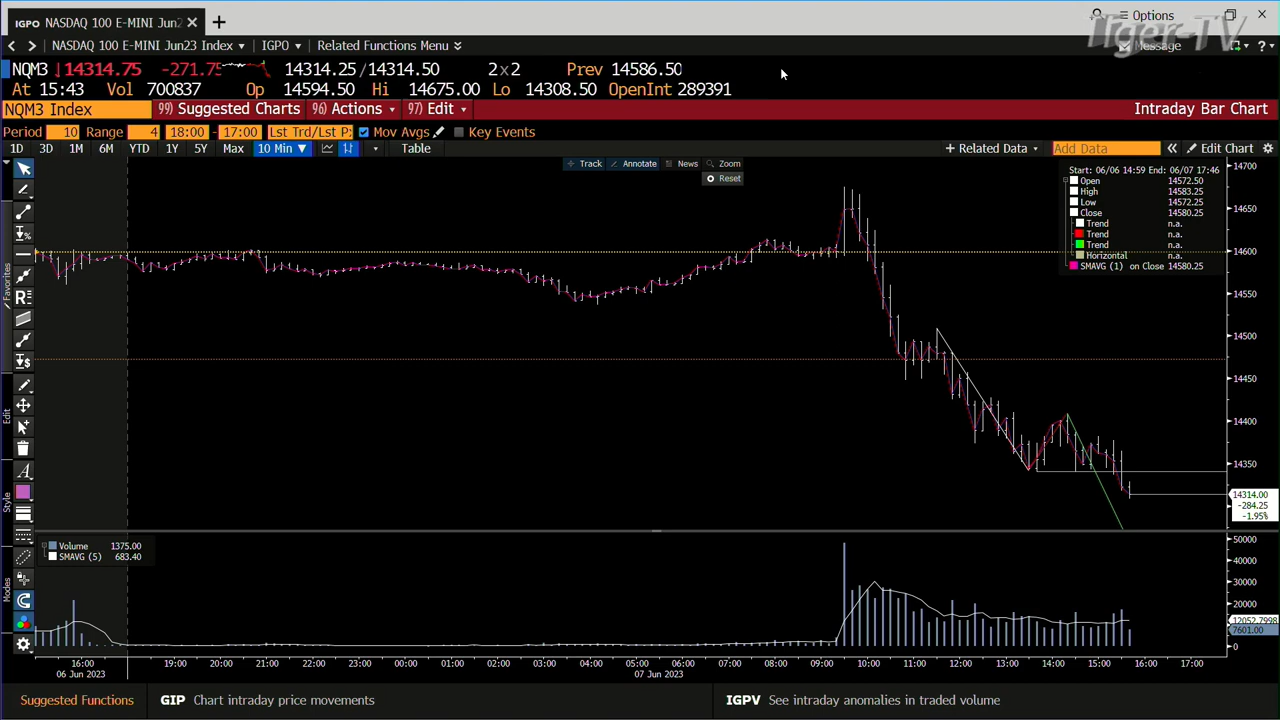 IGPO NASDAQ 100 E-MINI Jun2
Options
Tiger-TV
NASDAQ 100 E-MINI Jun23 Index IGPO Related Functions Menu
Message
NQM3 14314.75 -271.75 14314.25/14314.50 2x2 Prev 14586.50
At 15:43 Vol 700837 Op 14594.50 Hi 14675.00 Lo 14308.50 OpenInt 289391
NQM3 Index 99) Suggested Charts 96) Actions 97) Edit Intraday Bar Chart
Period 10 Range 4 18:00 - 17:00 Lst Trd/Lst P Mov Avgs Key Events
1D 3D 1M 6M YTD 1Y 5Y Max 10 Min Table + Related Data Add Data Edit Chart
Track Annotate News Zoom
Reset
Start: 06/06 14:59 End: 06/07 17:46
Open 14572.50
High 14583.25
Low 14572.25
Close 14580.25
Trend n.a.
Trend n.a.
Trend n.a.
Horizontal n.a.
SMAVG (1) on Close 14580.25
14700
14650
14600
14550
14500
14450
14400
14350
14314.00
-284.25
-1.95%
Favorites
Edit
Style
Modes
Volume 1375.00
SMAVG (5) 683.40
50000
40000
30000
20000
12052.7998
7601.00
0
16:00 19:00 20:00 21:00 22:00 23:00 00:00 01:00 02:00 03:00 04:00 05:00 06:00 07:00 08:00 09:00 10:00 11:00 12:00 13:00 14:00 15:00 16:00 17:00
06 Jun 2023 07 Jun 2023
Suggested Functions GIP Chart intraday price movements IGPV See intraday anomalies in traded volume